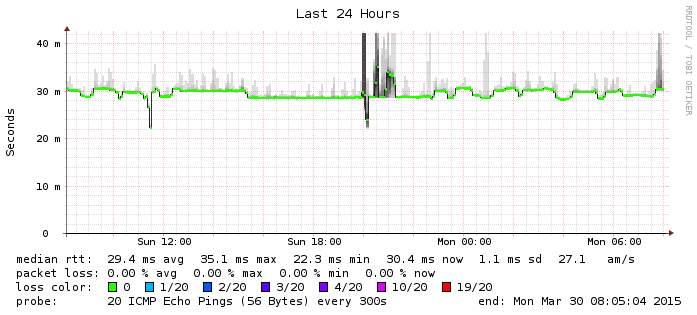 Last 24 Hours
RRDTOOL / TOBI OETIKER
Seconds
40 m
30 m
20 m
10 m
0
Sun 12:00 Sun 18:00 Mon 00:00 Mon 06:00
median rtt: 29.4 ms avg 35.1 ms max 22.3 ms min 30.4 ms now 1.1 ms sd 27.1 am/s
packet loss: 0.00 % avg 0.00 % max 0.00 % min 0.00 % now
loss color: 0 1/20 2/20 3/20 4/20 10/20 19/20
probe: 20 ICMP Echo Pings (56 Bytes) every 300s end: Mon Mar 30 08:05:04 2015